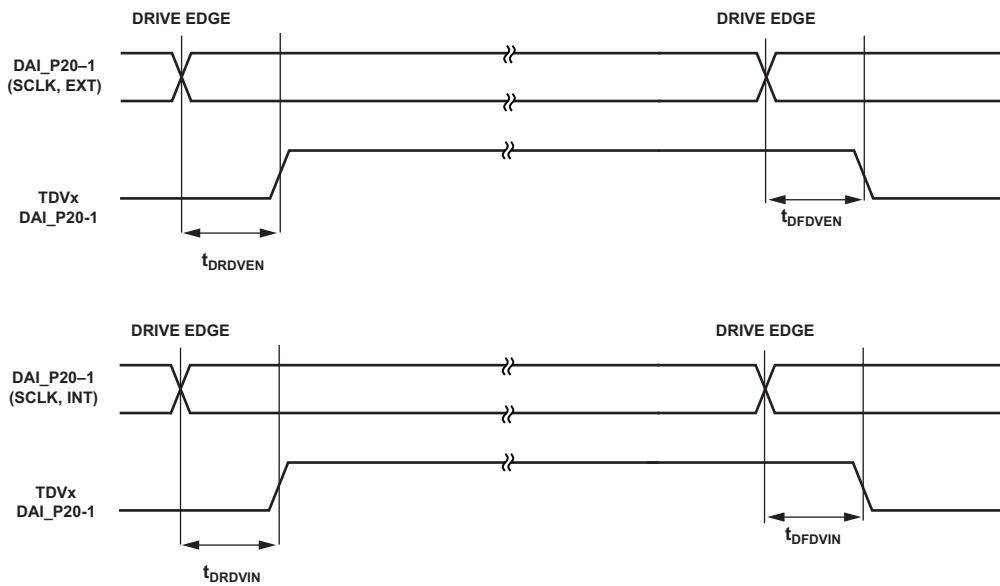 DRIVE EDGE DRIVE EDGE
DAI_P20–1
(SCLK, EXT)
TDVx
DAI_P20-1
tDFDVEN
tDRDVEN
DRIVE EDGE DRIVE EDGE
DAI_P20–1
(SCLK, INT)
TDVx
DAI_P20-1
tDFDVIN
tDRDVIN